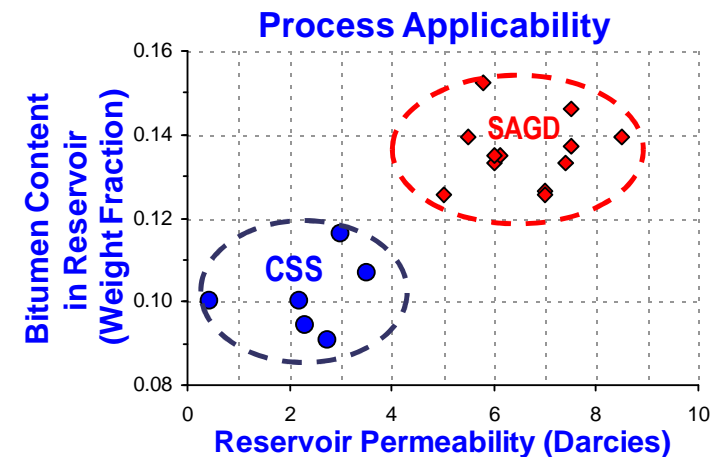 Process Applicability
Bitumen Content
in Reservoir
(Weight Fraction)
0.16
0.14
0.12
0.10
0.08
SAGD
CSS
0 2 4 6 8 10
Reservoir Permeability (Darcies)